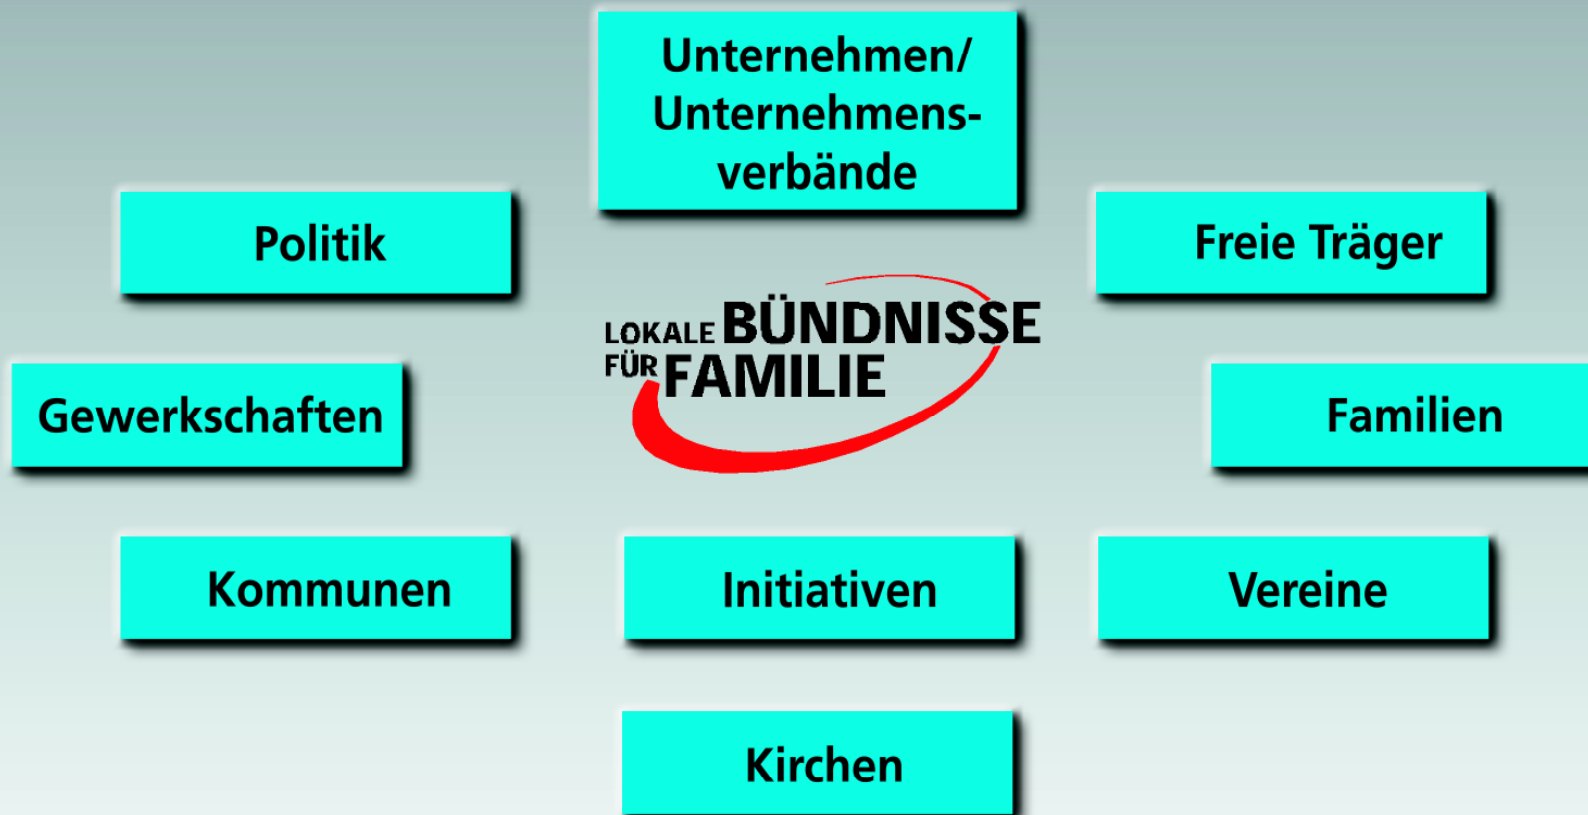 Unternehmen/
Unternehmens-
verbände
Politik
Freie Träger
LOKALE BÜNDNISSE
FÜR FAMILIE
Gewerkschaften
Familien
Kommunen
Initiativen
Vereine
Kirchen